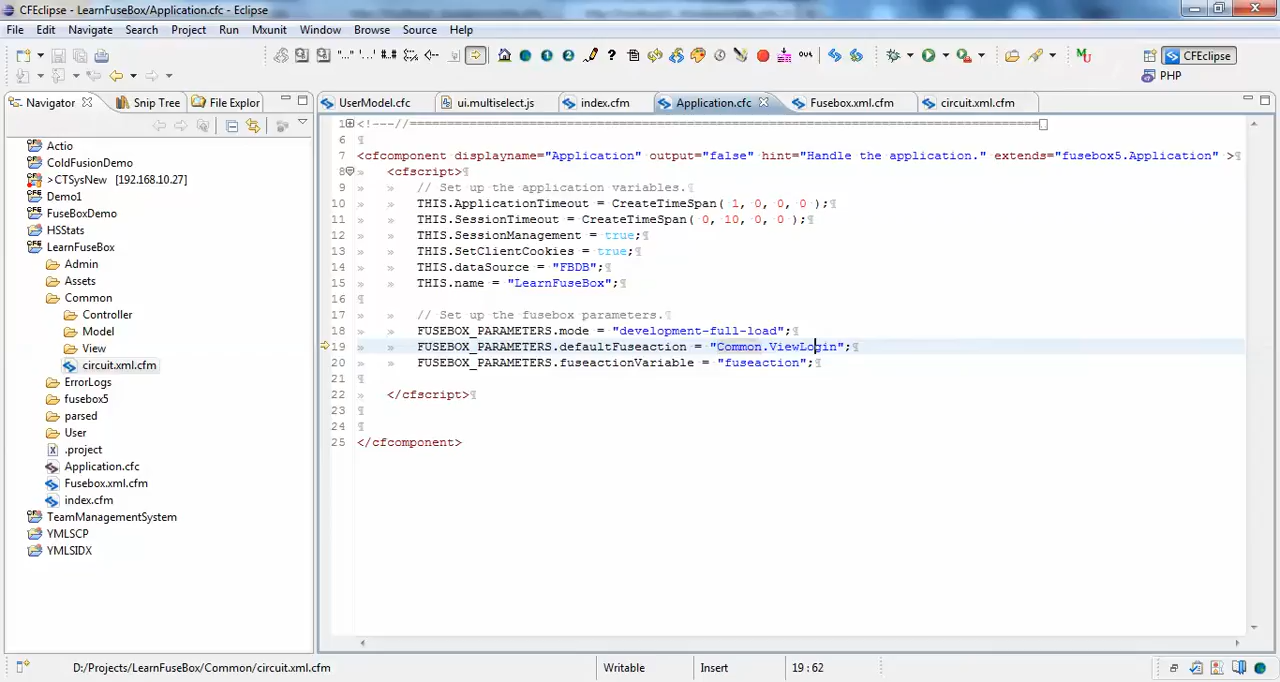 CFEclipse - LearnFuseBox/Application.cfc - Eclipse
File Edit Navigate Search Project Run Mxunit Window Browse Source Help
CFEclipse
PHP
Navigator Snip Tree File Explor
UserModel.cfc ui.multiselect.js index.cfm Application.cfc Fusebox.xml.cfm circuit.xml.cfm
Actio
ColdFusionDemo
>CTSysNew [192.168.10.27]
Demo1
FuseBoxDemo
HSStats
LearnFuseBox
Admin
Assets
Common
Controller
Model
View
circuit.xml.cfm
ErrorLogs
fusebox5
parsed
User
.project
Application.cfc
Fusebox.xml.cfm
index.cfm
TeamManagementSystem
YMLSCP
YMLSIDX
1 <!---//====================================================================================
6 ¶
7 <cfcomponent displayname="Application" output="false" hint="Handle the application." extends="fusebox5.Application" >¶
8 » <cfscript>¶
9 » » // Set up the application variables.¶
10 » » THIS.ApplicationTimeout = CreateTimeSpan( 1, 0, 0, 0 );¶
11 » » THIS.SessionTimeout = CreateTimeSpan( 0, 10, 0, 0 );¶
12 » » THIS.SessionManagement = true;¶
13 » » THIS.SetClientCookies = true;¶
14 » » THIS.dataSource = "FBDB";¶
15 » » THIS.name = "LearnFuseBox";¶
16 ¶
17 » » // Set up the fusebox parameters.¶
18 » » FUSEBOX_PARAMETERS.mode = "development-full-load";¶
19 » » FUSEBOX_PARAMETERS.defaultFuseaction = "Common.ViewLogin";¶
20 » » FUSEBOX_PARAMETERS.fuseactionVariable = "fuseaction";¶
21 ¶
22 » </cfscript>¶
23 ¶
24 ¶
25 </cfcomponent>
D:/Projects/LearnFuseBox/Common/circuit.xml.cfm Writable Insert 19 : 62